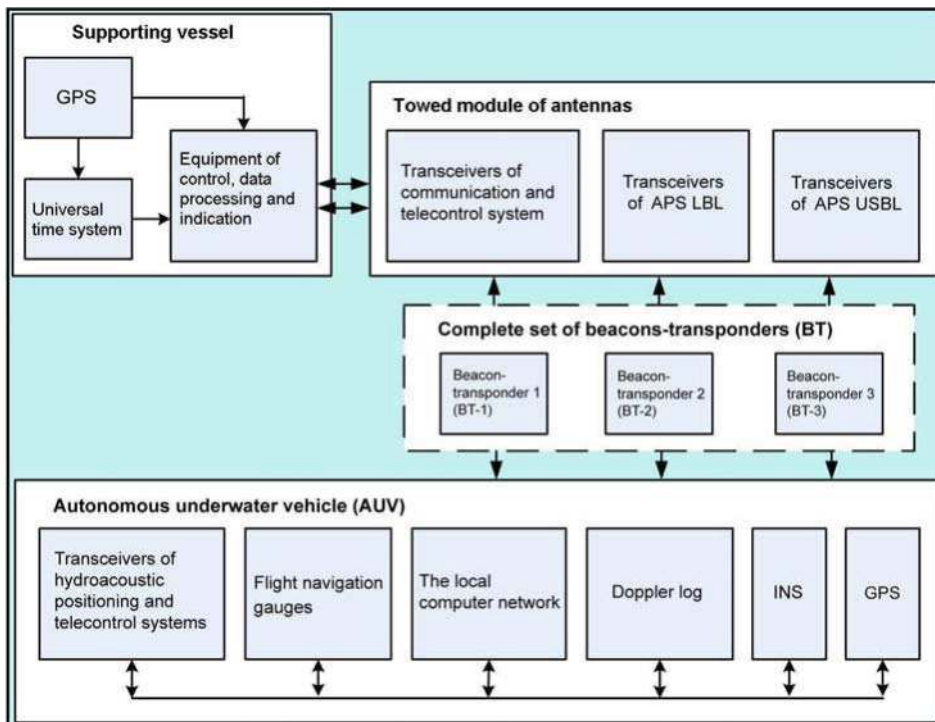 Supporting vessel
GPS
Universal
time system
Equipment of
control, data
processing and
indication
Towed module of antennas
Transceivers of
communication and
telecontrol system
Transceivers
of APS LBL
Transceivers
of APS USBL
Complete set of beacons-transponders (BT)
Beacon-
transponder 1
(BT-1)
Beacon-
transponder 2
(BT-2)
Beacon-
transponder 3
(BT-3)
Autonomous underwater vehicle (AUV)
Transceivers of
hydroacoustic
positioning and
telecontrol systems
Flight navigation
gauges
The local
computer network
Doppler log
INS
GPS